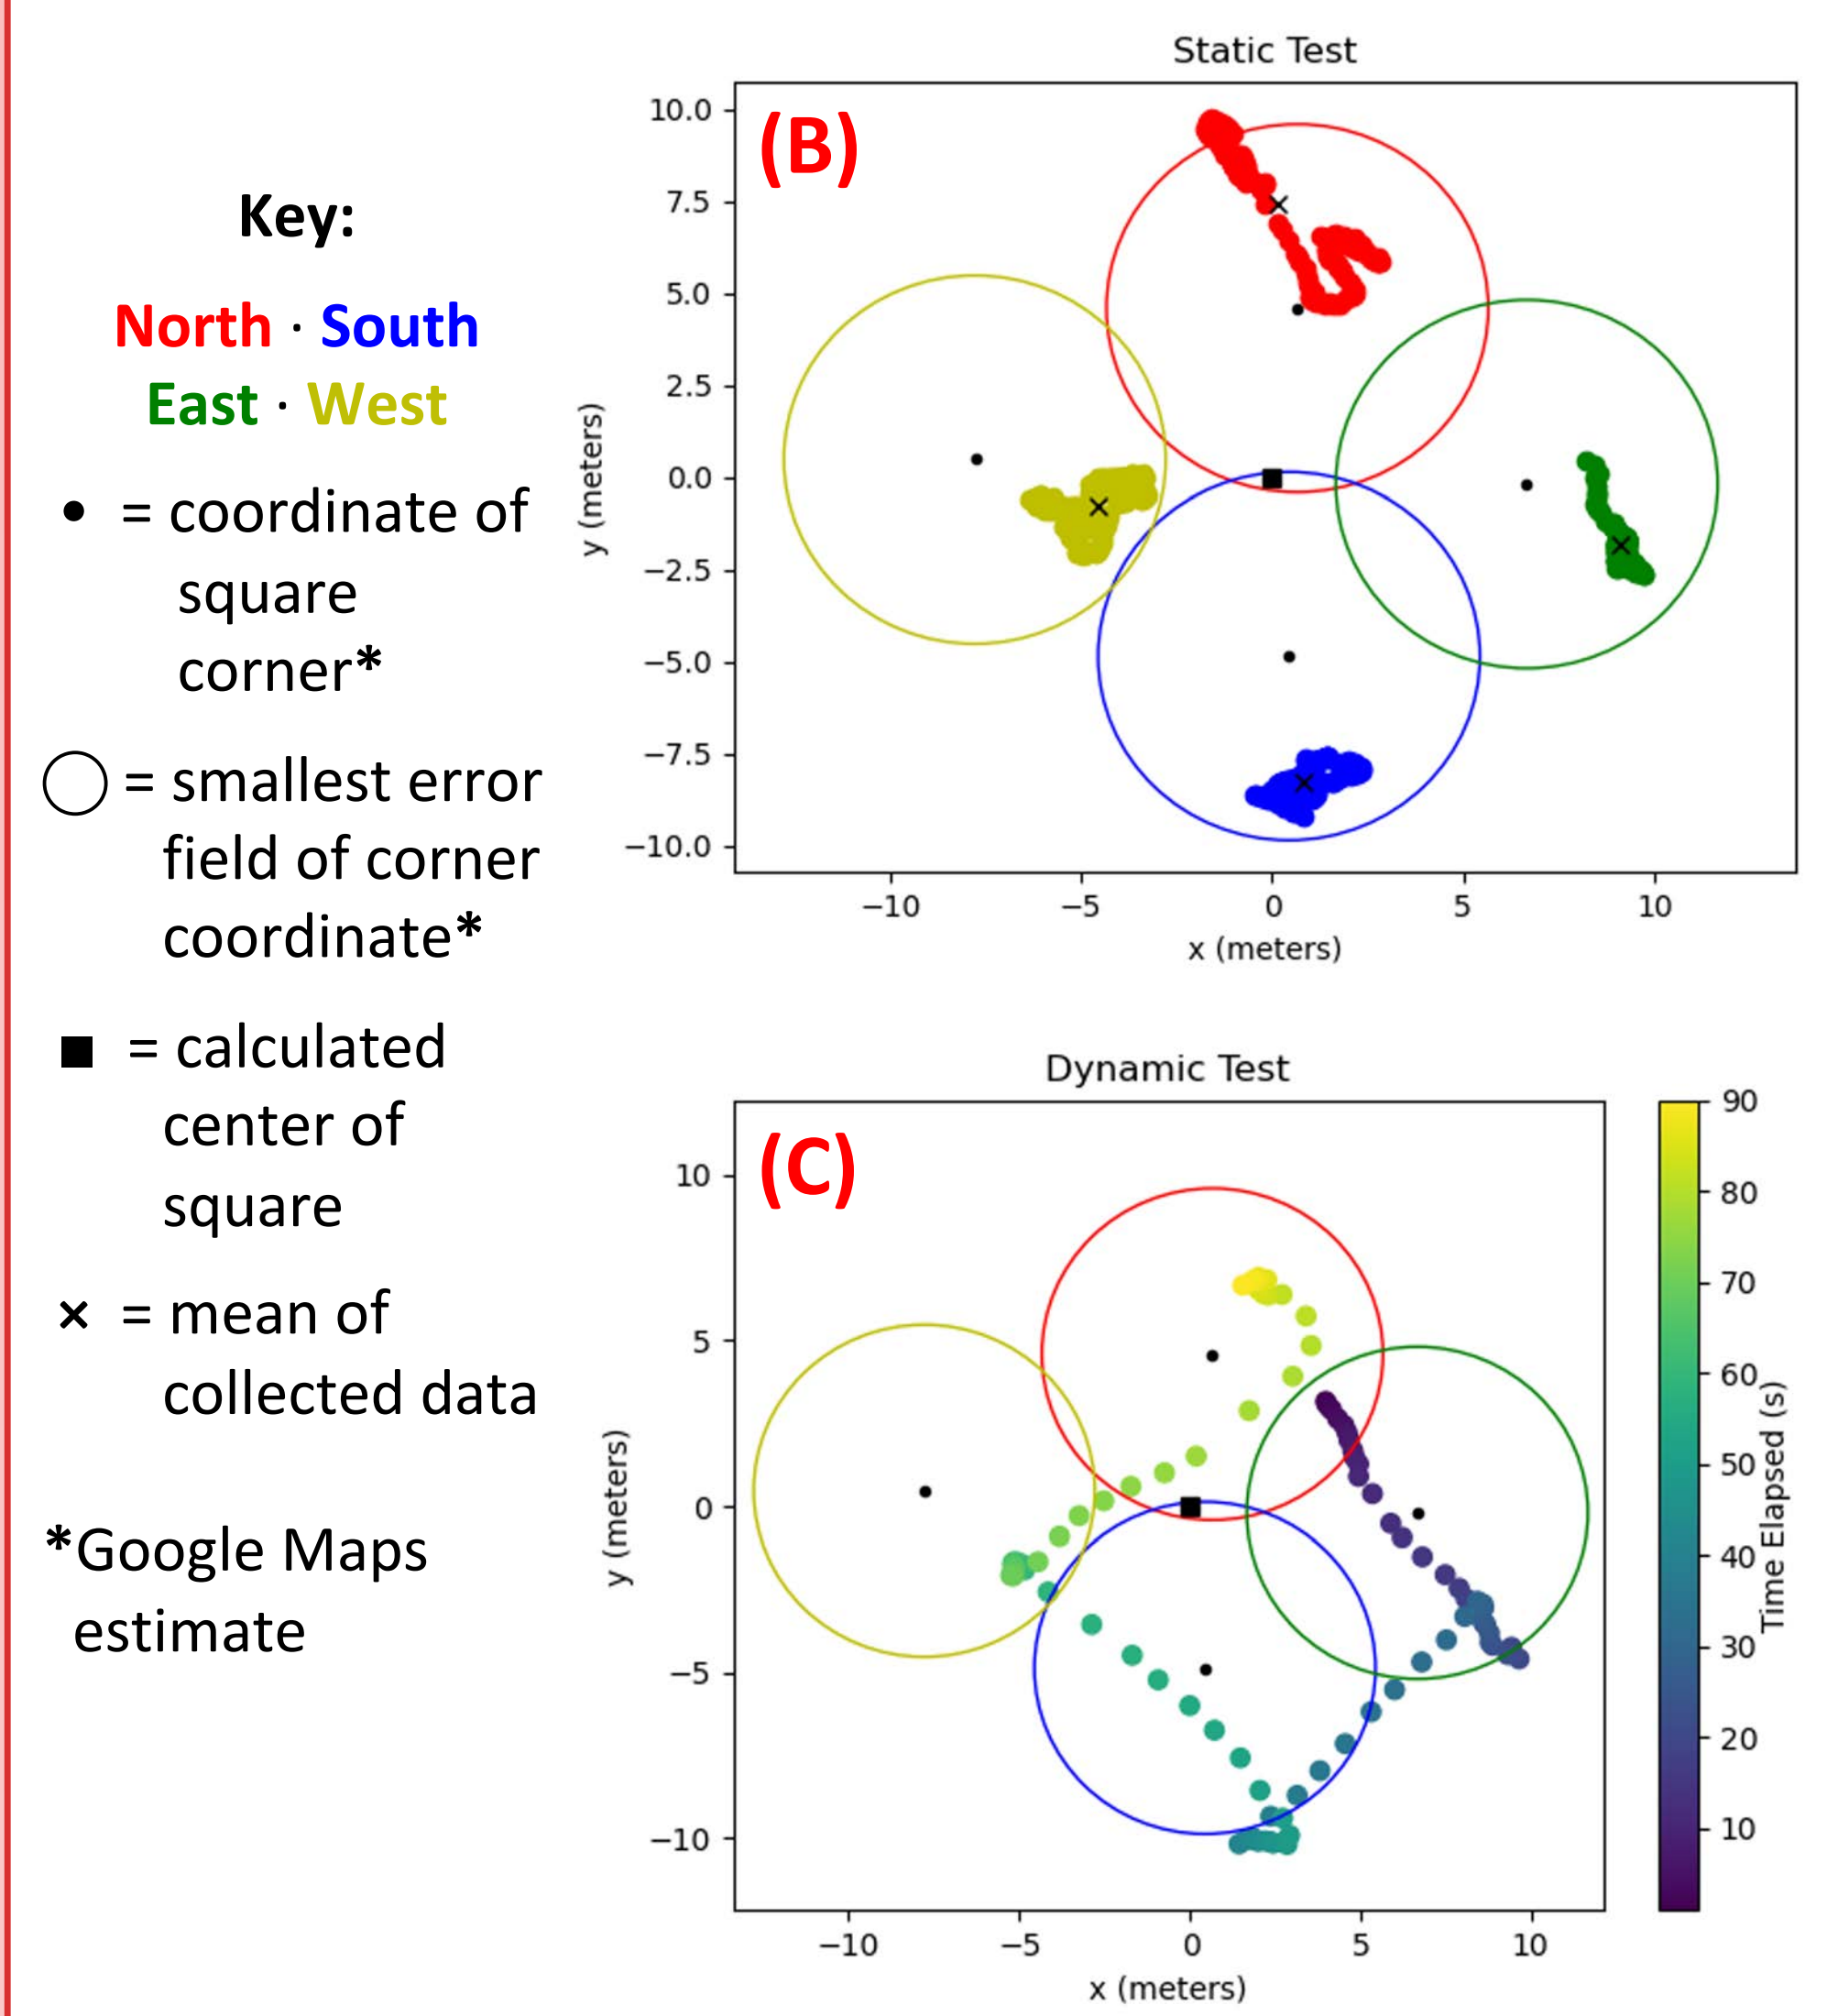 Key:
North · South
East · West
= coordinate of
square
corner*
= smallest error
field of corner
coordinate*
= calculated
center of
square
= mean of
collected data
*Google Maps
estimate
Static Test
(B)
10.0
7.5
5.0
2.5
0.0
−2.5
−5.0
−7.5
−10.0
y (meters)
−10 −5 0 5 10
x (meters)
Dynamic Test
(C)
10
5
0
−5
−10
y (meters)
−10 −5 0 5 10
x (meters)
90
80
70
60
50
40
30
20
10
Time Elapsed (s)